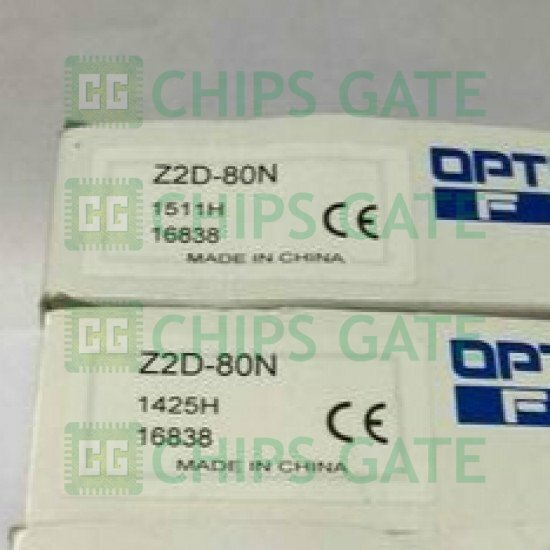 CG CHIPS GATE
Z2D-80N
1511H
16838
MADE IN CHINA
CE
OPT
F
CG CHIPS GATE
CG CHIPS GATE
Z2D-80N
1425H
16838
MADE IN CHINA
CE
OPT
F
CG CHIPS GATE